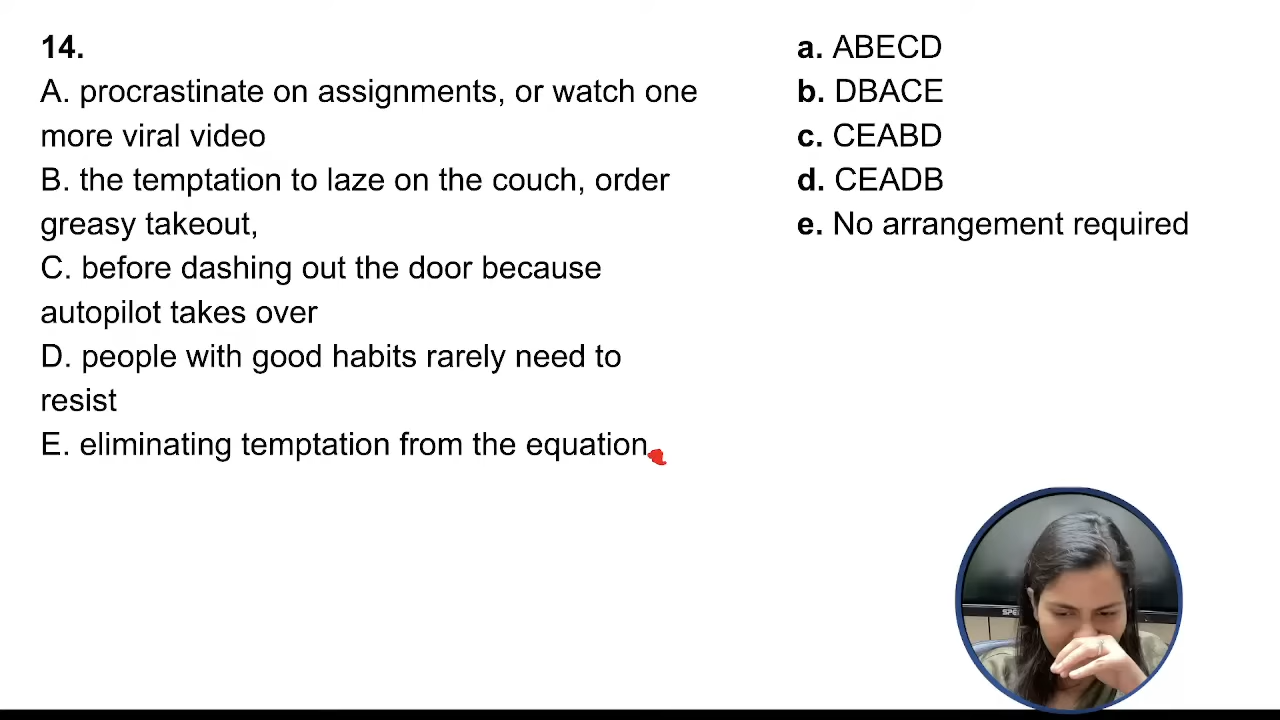 14.
A. procrastinate on assignments, or watch one
more viral video
B. the temptation to laze on the couch, order
greasy takeout,
C. before dashing out the door because
autopilot takes over
D. people with good habits rarely need to
resist
E. eliminating temptation from the equation
a. ABECD
b. DBACE
c. CEABD
d. CEADB
e. No arrangement required